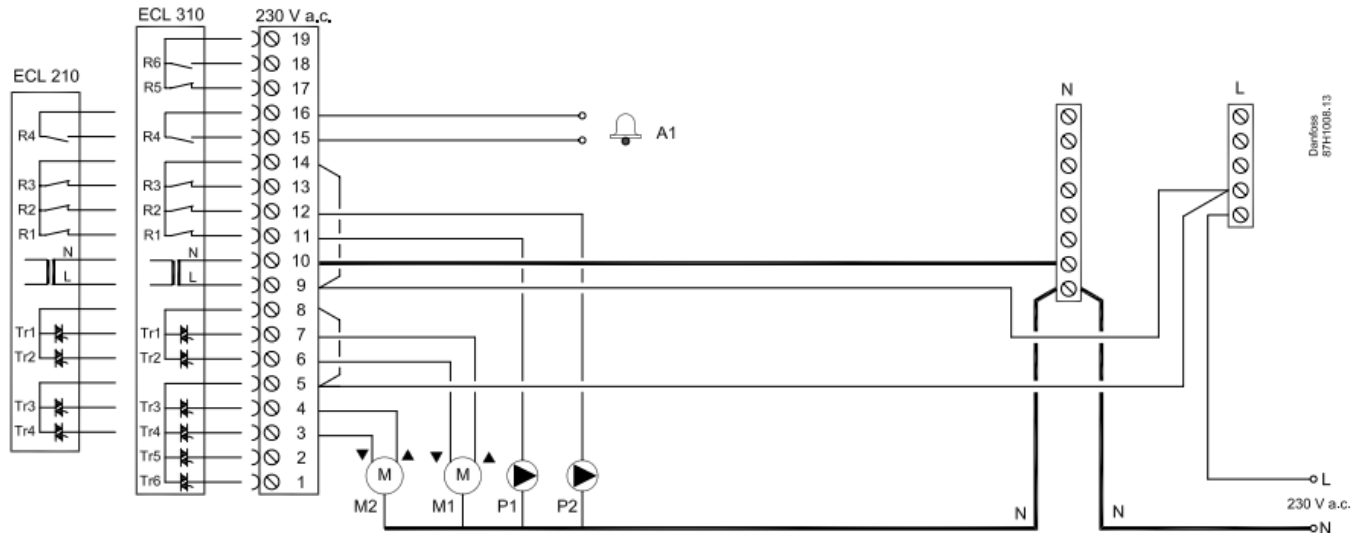 ECL 310
230 V a.c.
ECL 210
19
R6 18
R5 17
16
R4 R4 15
14
R3 R3 13
R2 R2 12
R1 R1 11
N N 10
L L 9
8
Tr1 Tr1 7
Tr2 Tr2 6
5
Tr3 Tr3 4
Tr4 Tr4 3
Tr5 2
Tr6 1
A1
N
L
Danfoss
87H1008.13
M M
M2 M1 P1 P2
N N
L
230 V a.c.
N